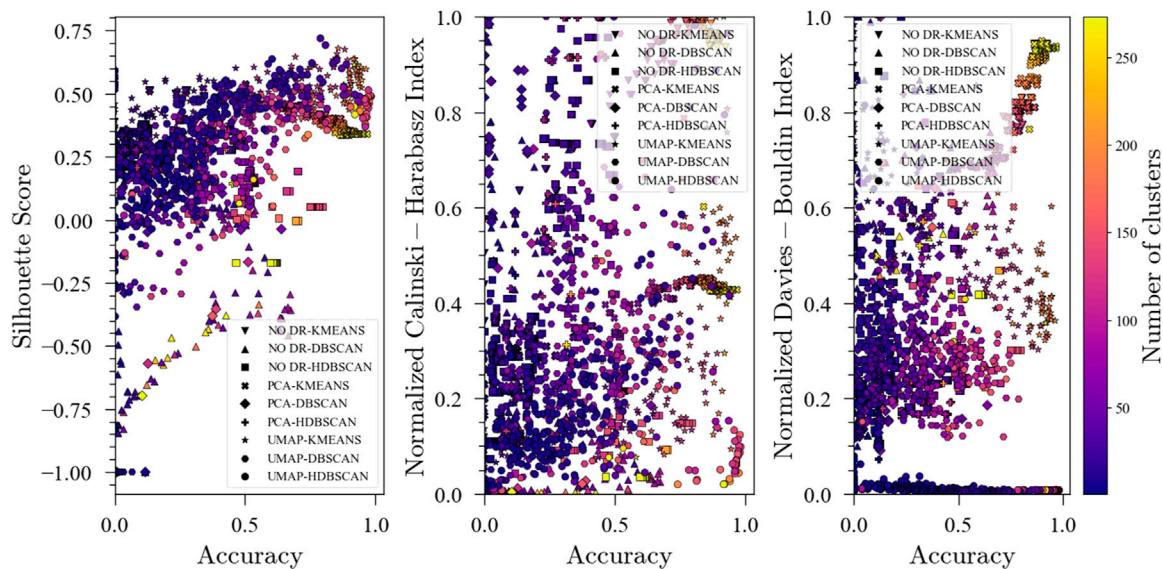 0.75
0.50
0.25
0.00
−0.25
−0.50
−0.75
−1.00
Silhouette Score
0.0
0.5
1.0
Accuracy
NO DR-KMEANS
NO DR-DBSCAN
NO DR-HDBSCAN
PCA-KMEANS
PCA-DBSCAN
PCA-HDBSCAN
UMAP-KMEANS
UMAP-DBSCAN
UMAP-HDBSCAN
1.0
0.8
0.6
0.4
0.2
0.0
Normalized Calinski − Harabasz Index
0.0
0.5
1.0
Accuracy
NO DR-KMEANS
NO DR-DBSCAN
NO DR-HDBSCAN
PCA-KMEANS
PCA-DBSCAN
PCA-HDBSCAN
UMAP-KMEANS
UMAP-DBSCAN
UMAP-HDBSCAN
1.0
0.8
0.6
0.4
0.2
0.0
Normalized Davies − Bouldin Index
0.0
0.5
1.0
Accuracy
NO DR-KMEANS
NO DR-DBSCAN
NO DR-HDBSCAN
PCA-KMEANS
PCA-DBSCAN
PCA-HDBSCAN
UMAP-KMEANS
UMAP-DBSCAN
UMAP-HDBSCAN
250
200
150
100
50
Number of clusters